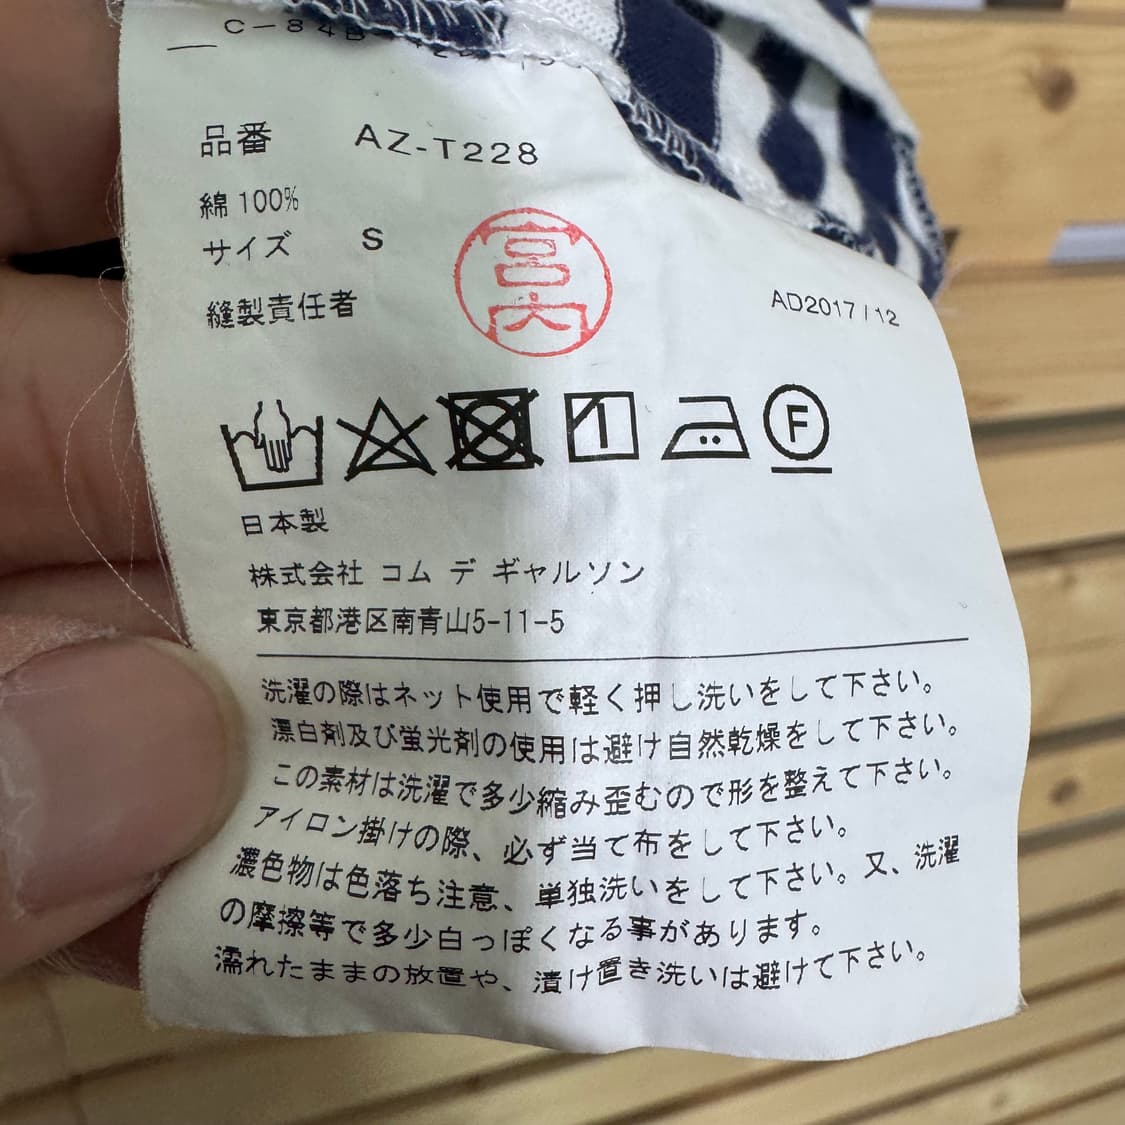 品番 AZ-T228
綿 100%
サイズ S
縫製責任者 宮内
AD2017/12
F
日本製
株式会社 コム デ ギャルソン
東京都港区南青山5-11-5
洗濯の際はネット使用で軽く押し洗いをして下さい。
漂白剤及び蛍光剤の使用は避け自然乾燥をして下さい。
この素材は洗濯で多少縮み歪むので形を整えて下さい。
アイロン掛けの際、必ず当て布をして下さい。
濃色物は色落ち注意、単独洗いをして下さい。又、洗濯
の摩擦等で多少白っぽくなる事があります。
濡れたままの放置や、漬け置き洗いは避けて下さい。